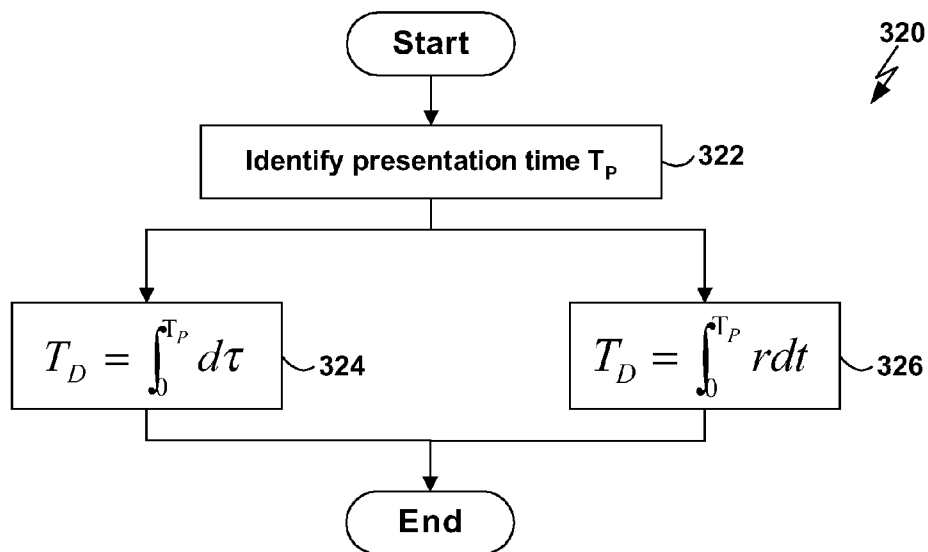 Start
320
Identify presentation time T_P
322
T_D = ∫_0^{T_P} dτ
324
T_D = ∫_0^{T_P} rdt
326
End